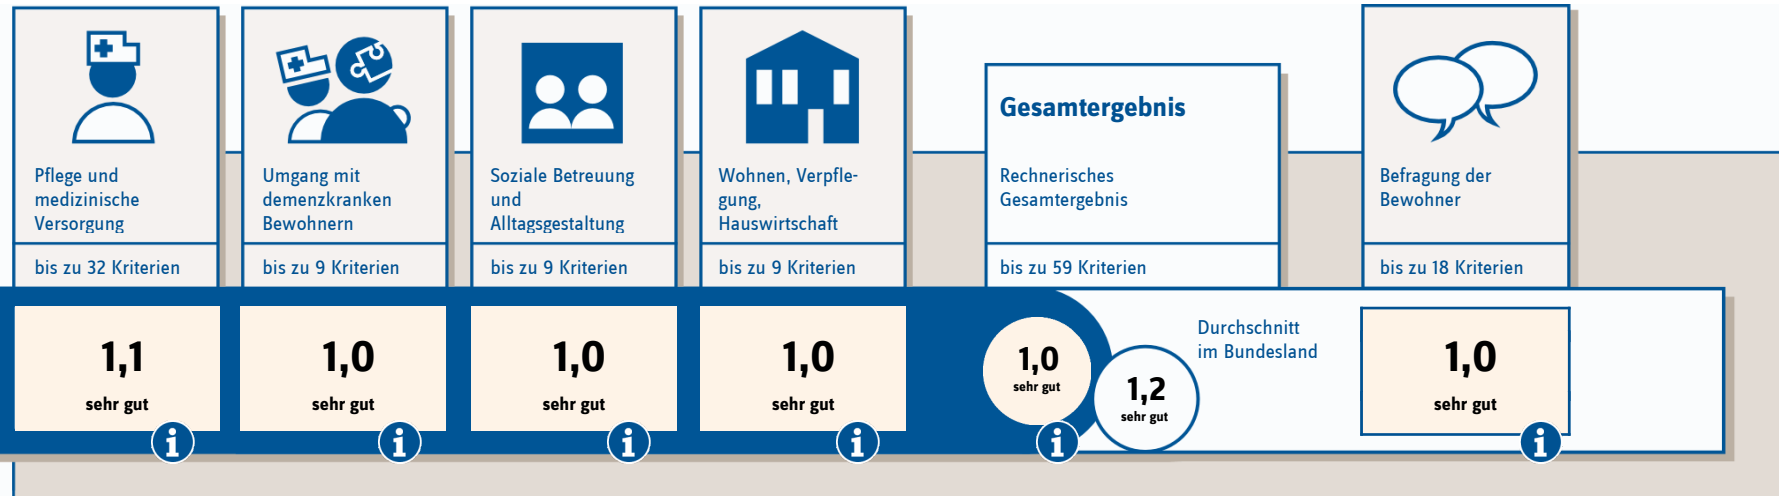 Pflege und
medizinische
Versorgung
bis zu 32 Kriterien
1,1
sehr gut
i
Umgang mit
demenzkranken
Bewohnern
bis zu 9 Kriterien
1,0
sehr gut
i
Soziale Betreuung
und
Alltagsgestaltung
bis zu 9 Kriterien
1,0
sehr gut
i
Wohnen, Verpfle-
gung,
Hauswirtschaft
bis zu 9 Kriterien
1,0
sehr gut
i
Gesamtergebnis
Rechnerisches
Gesamtergebnis
bis zu 59 Kriterien
1,0
sehr gut
i
1,2
sehr gut
Durchschnitt
im Bundesland
Befragung der
Bewohner
bis zu 18 Kriterien
1,0
sehr gut
i